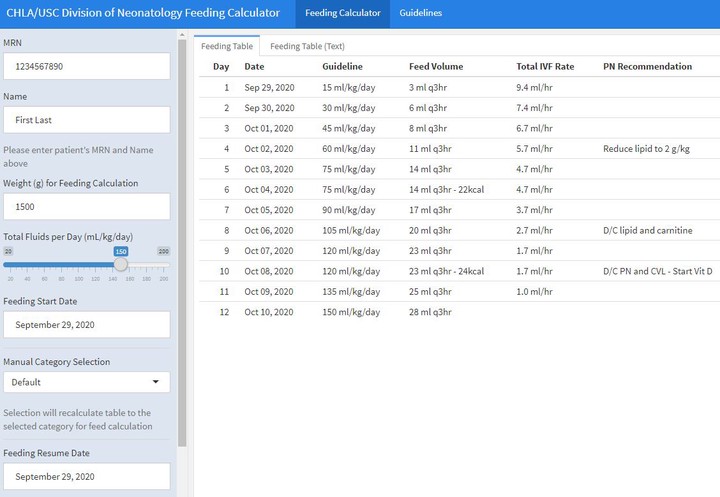 CHLA/USC Division of Neonatology Feeding Calculator Feeding Calculator Guidelines
MRN
1234567890
Name
First Last
Please enter patient's MRN and Name
above
Weight (g) for Feeding Calculation
1500
Total Fluids per Day (mL/kg/day)
20 150 200
20 40 60 80 100 120 140 160 180 200
Feeding Start Date
September 29, 2020
Manual Category Selection
Default
Selection will recalculate table to the
selected category for feed calculation
Feeding Resume Date
September 29, 2020
Feeding Table Feeding Table (Text)
Day Date Guideline Feed Volume Total IVF Rate PN Recommendation
1 Sep 29, 2020 15 ml/kg/day 3 ml q3hr 9.4 ml/hr
2 Sep 30, 2020 30 ml/kg/day 6 ml q3hr 7.4 ml/hr
3 Oct 01, 2020 45 ml/kg/day 8 ml q3hr 6.7 ml/hr
4 Oct 02, 2020 60 ml/kg/day 11 ml q3hr 5.7 ml/hr Reduce lipid to 2 g/kg
5 Oct 03, 2020 75 ml/kg/day 14 ml q3hr 4.7 ml/hr
6 Oct 04, 2020 75 ml/kg/day 14 ml q3hr - 22kcal 4.7 ml/hr
7 Oct 05, 2020 90 ml/kg/day 17 ml q3hr 3.7 ml/hr
8 Oct 06, 2020 105 ml/kg/day 20 ml q3hr 2.7 ml/hr D/C lipid and carnitine
9 Oct 07, 2020 120 ml/kg/day 23 ml q3hr 1.7 ml/hr
10 Oct 08, 2020 120 ml/kg/day 23 ml q3hr - 24kcal 1.7 ml/hr D/C PN and CVL - Start Vit D
11 Oct 09, 2020 135 ml/kg/day 25 ml q3hr 1.0 ml/hr
12 Oct 10, 2020 150 ml/kg/day 28 ml q3hr